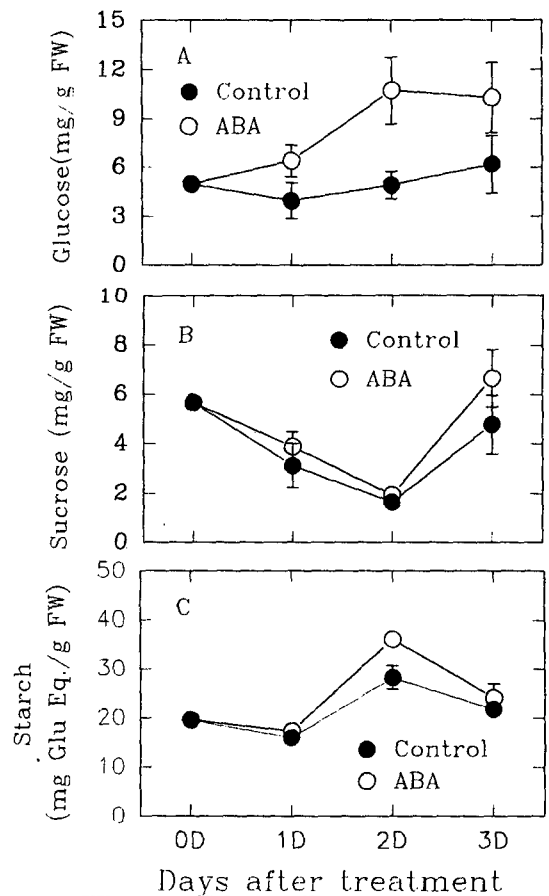 15
12
9
6
3
0
Glucose(mg/g FW)
A
Control
ABA
10
8
6
4
2
0
Sucrose (mg/g FW)
B
Control
ABA
50
40
30
20
10
0
Starch
(mg Glu Eq./g FW)
C
Control
ABA
0D 1D 2D 3D
Days after treatment